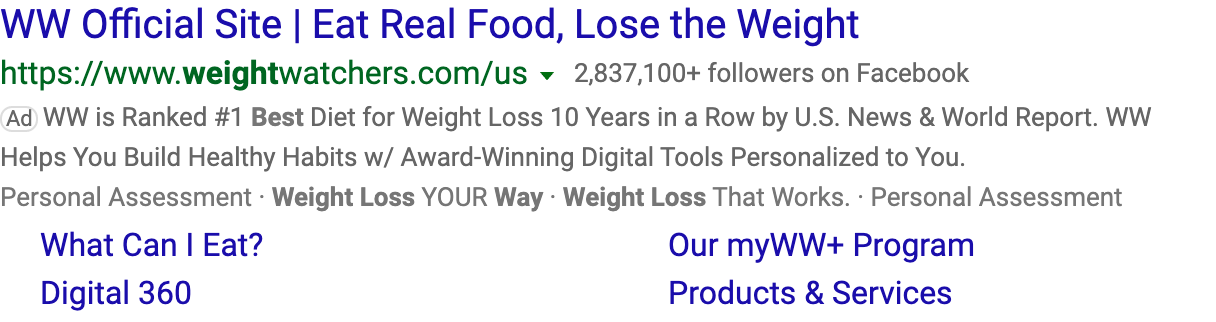 WW Official Site | Eat Real Food, Lose the Weight
https://www.weightwatchers.com/us 2,837,100+ followers on Facebook
Ad WW is Ranked #1 Best Diet for Weight Loss 10 Years in a Row by U.S. News & World Report. WW
Helps You Build Healthy Habits w/ Award-Winning Digital Tools Personalized to You.
Personal Assessment · Weight Loss YOUR Way · Weight Loss That Works. · Personal Assessment
What Can I Eat? Our myWW+ Program
Digital 360 Products & Services